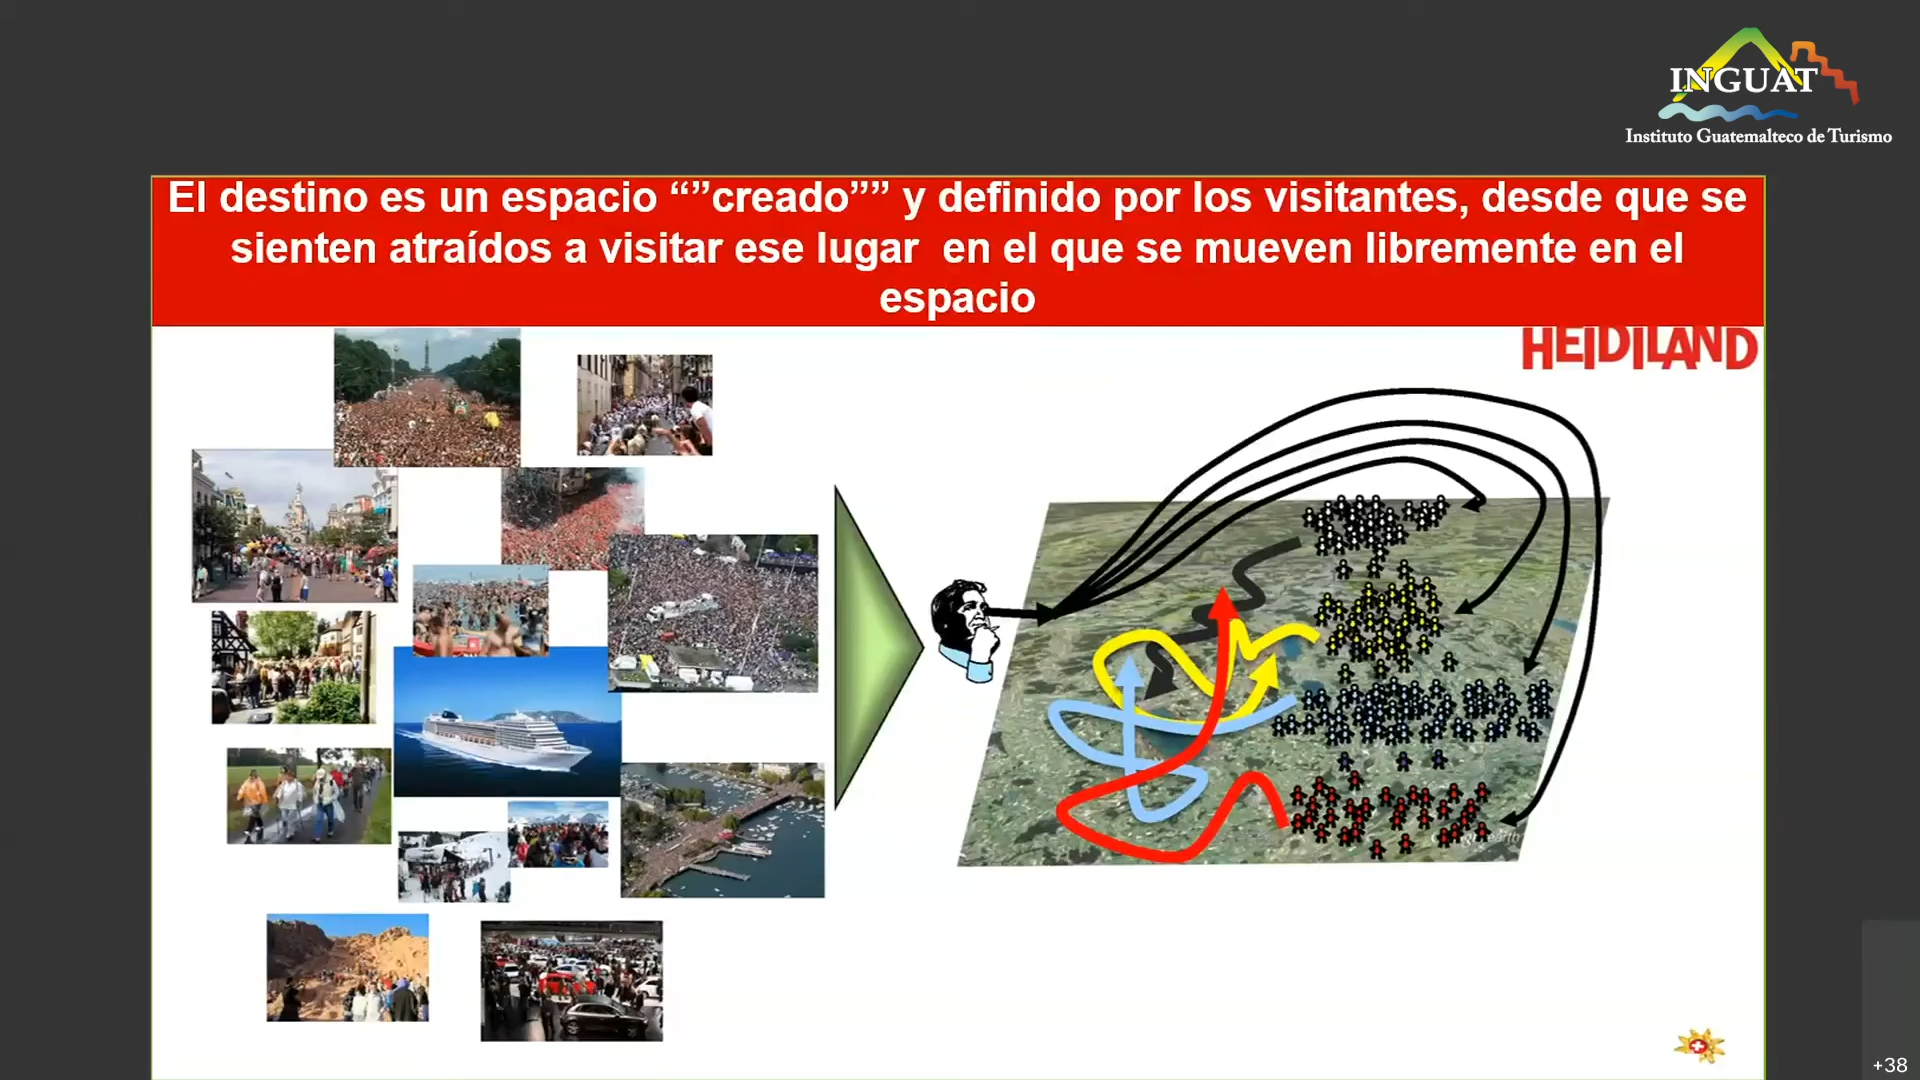 INGUAT
Instituto Guatemalteco de Turismo
El destino es un espacio “”creado”” y definido por los visitantes, desde que se
sienten atraídos a visitar ese lugar  en el que se mueven libremente en el
espacio
HEIDILAND
earth
+38